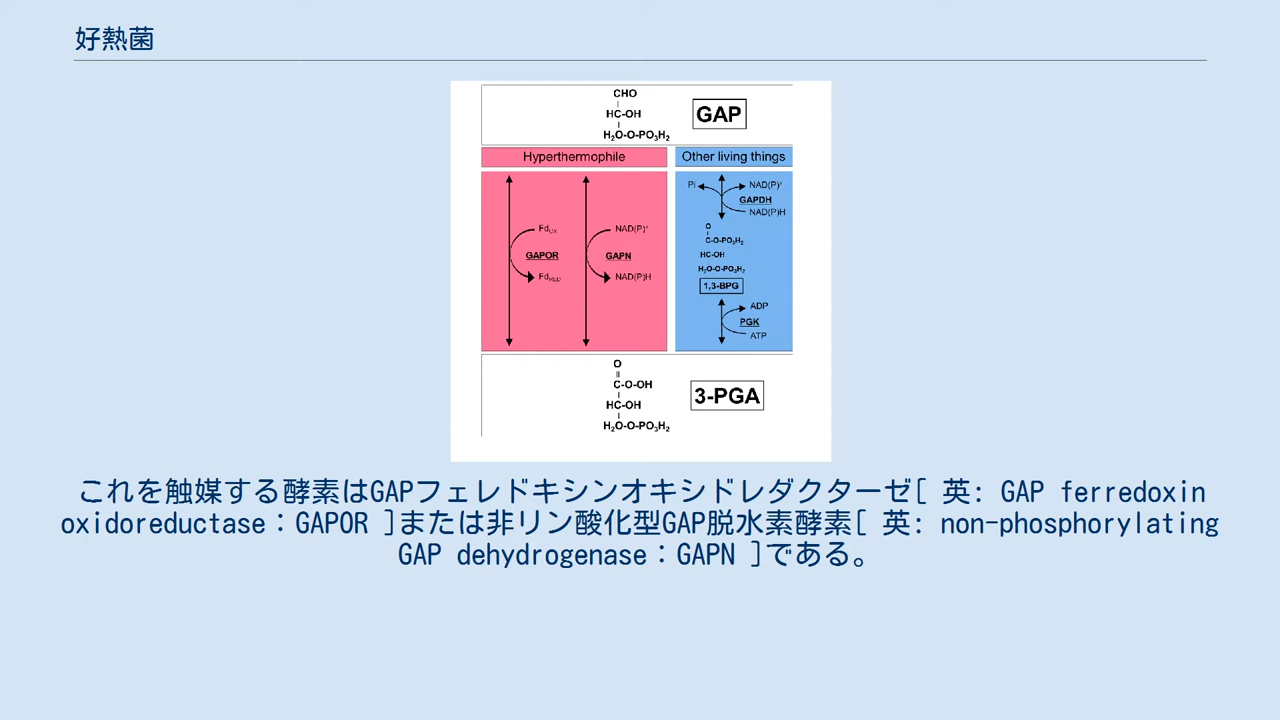 好熱菌
CHO
HC-OH
H₂O-O-PO₃H₂
GAP
Hyperthermophile
Other living things
Fdox
GAPOR
FdRED
NAD(P)⁺
GAPN
NAD(P)H
Pi
NAD(P)⁺
GAPDH
NAD(P)H
O
C-O-PO₃H₂
HC-OH
H₂O-O-PO₃H₂
1,3-BPG
ADP
PGK
ATP
O
C-O-OH
HC-OH
H₂O-O-PO₃H₂
3-PGA
これを触媒する酵素はGAPフェレドキシンオキシドレダクターゼ[ 英: GAP ferredoxin
oxidoreductase：GAPOR ]または非リン酸化型GAP脱水素酵素[ 英: non-phosphorylating
GAP dehydrogenase：GAPN ]である。